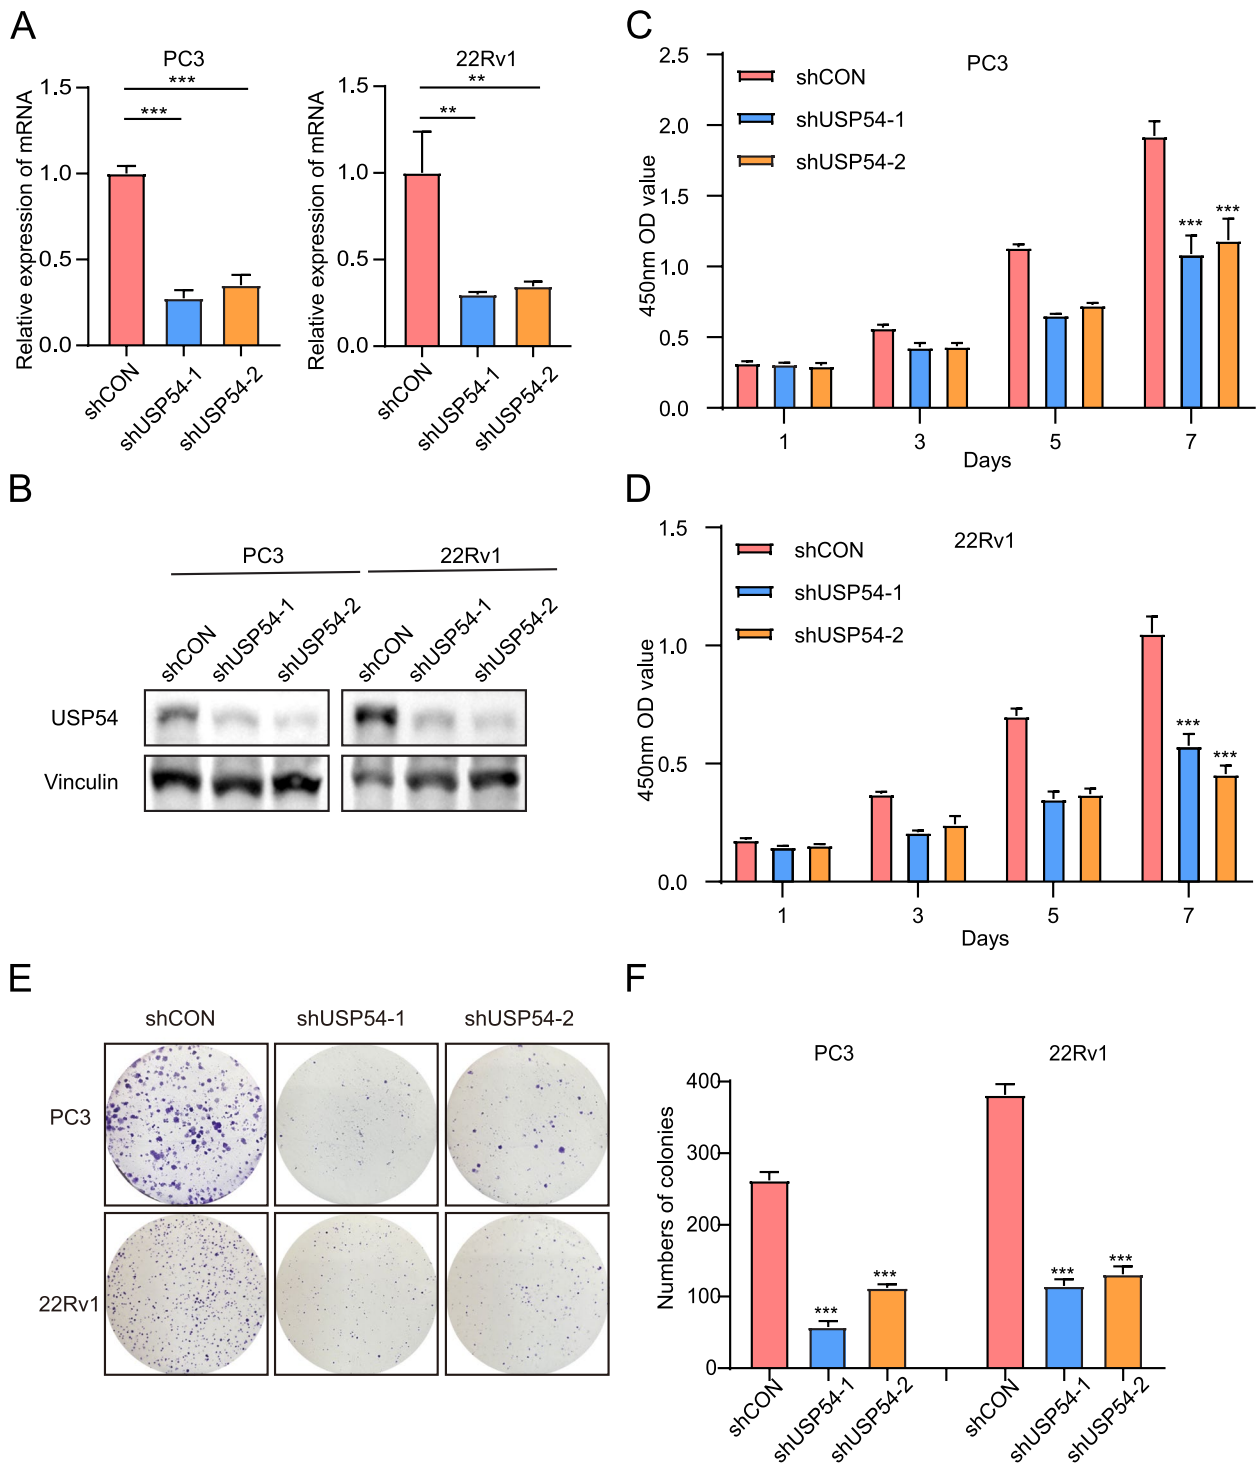 A
PC3
***
***
Relative expression of mRNA
1.5
1.0
0.5
0.0
shCON
shUSP54-1
shUSP54-2
22Rv1
**
**
Relative expression of mRNA
1.5
1.0
0.5
0.0
shCON
shUSP54-1
shUSP54-2
B
PC3
22Rv1
shCON
shUSP54-1
shUSP54-2
shCON
shUSP54-1
shUSP54-2
USP54
Vinculin
C
PC3
shCON
shUSP54-1
shUSP54-2
450nm OD value
2.5
2.0
1.5
1.0
0.5
0.0
***
***
1
3
5
7
Days
D
22Rv1
shCON
shUSP54-1
shUSP54-2
450nm OD value
1.5
1.0
0.5
0.0
***
***
1
3
5
7
Days
E
shCON
shUSP54-1
shUSP54-2
PC3
22Rv1
F
PC3
22Rv1
Numbers of colonies
400
300
200
100
0
***
***
***
***
shCON
shUSP54-1
shUSP54-2
shCON
shUSP54-1
shUSP54-2